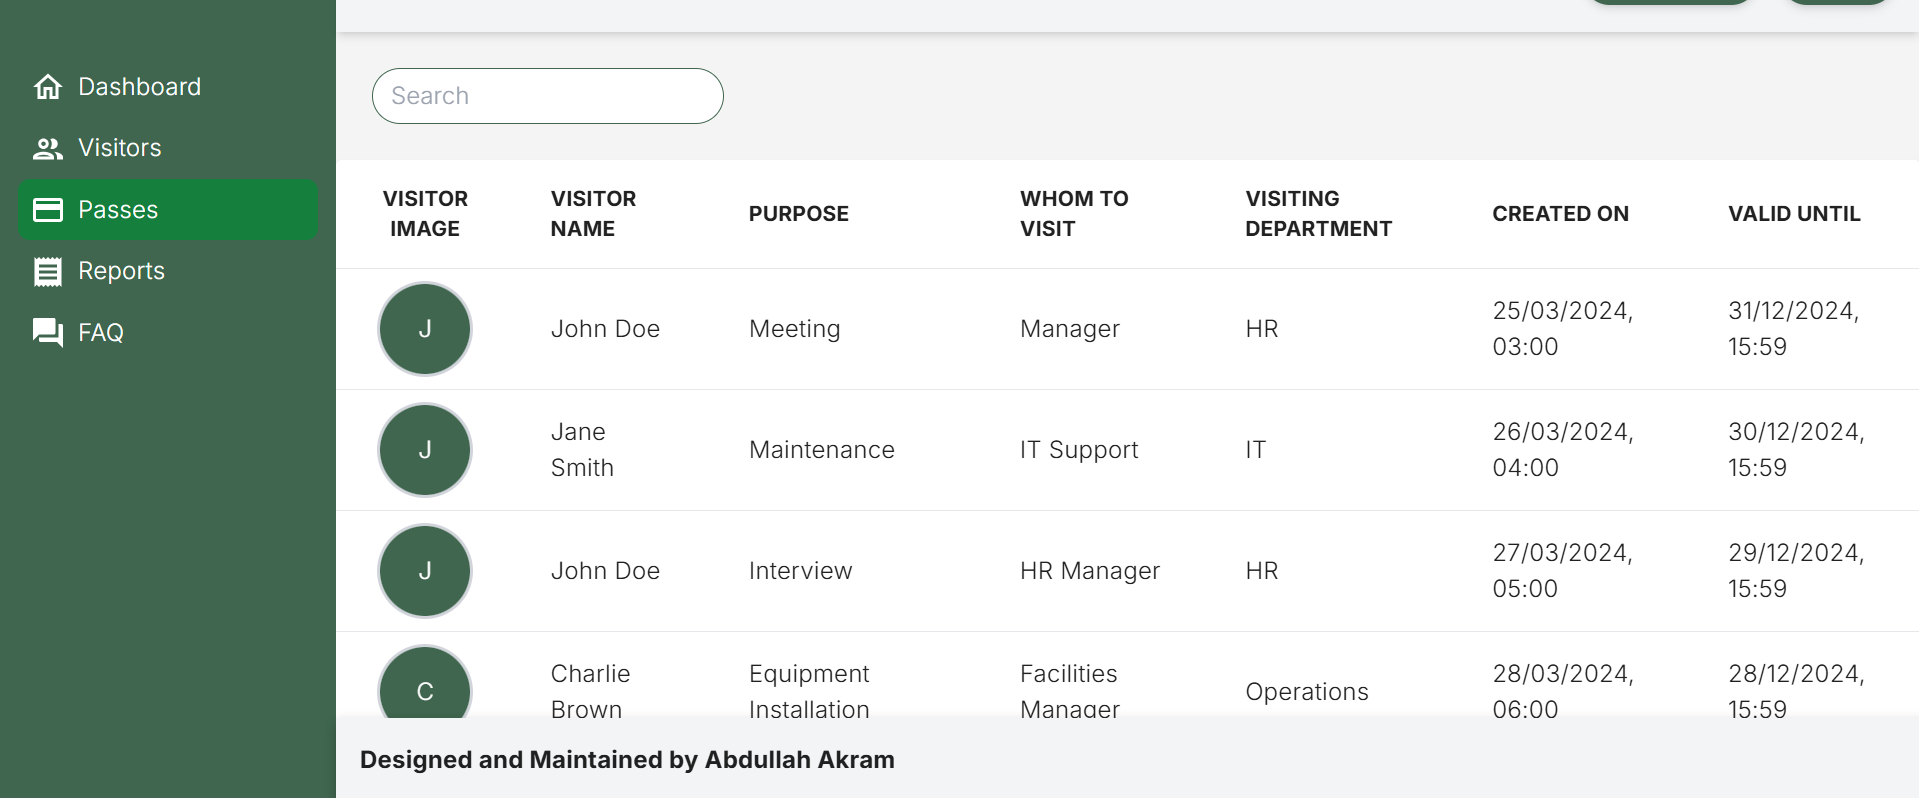 Dashboard
Visitors
Passes
Reports
FAQ
Search
VISITOR IMAGE
VISITOR NAME
PURPOSE
WHOM TO VISIT
VISITING DEPARTMENT
CREATED ON
VALID UNTIL
J
John Doe
Meeting
Manager
HR
25/03/2024, 03:00
31/12/2024, 15:59
J
Jane Smith
Maintenance
IT Support
IT
26/03/2024, 04:00
30/12/2024, 15:59
J
John Doe
Interview
HR Manager
HR
27/03/2024, 05:00
29/12/2024, 15:59
C
Charlie Brown
Equipment Installation
Facilities Manager
Operations
28/03/2024, 06:00
28/12/2024, 15:59
Designed and Maintained by Abdullah Akram